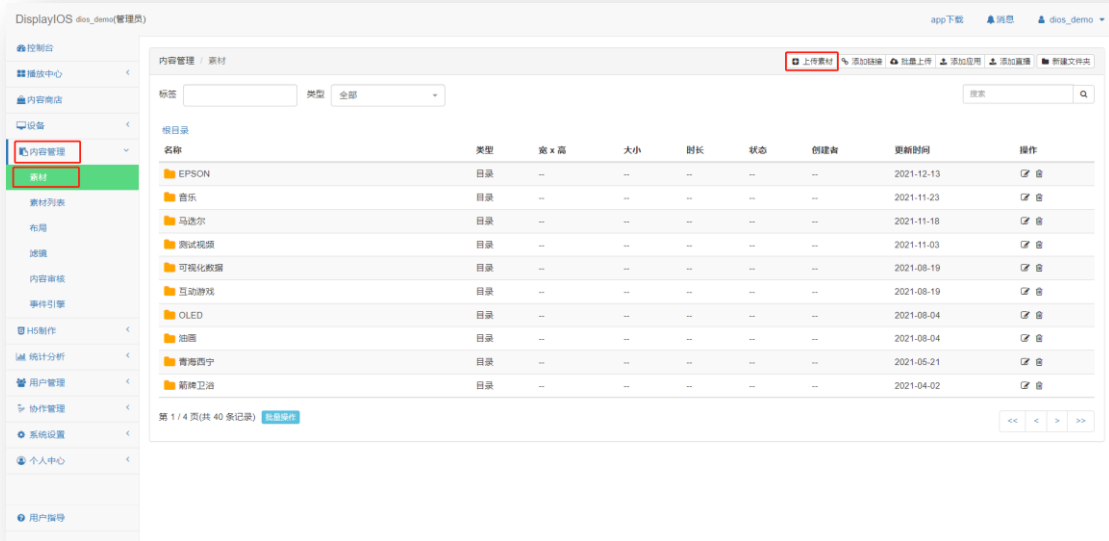 DisplayIOS dios_demo(管理员)
app下载 消息 dios_demo
控制台
播放中心
内容商店
设备
内容管理
素材
素材列表
布局
滤镜
内容审核
事件引擎
H5制作
统计分析
用户管理
协作管理
系统设置
个人中心
用户指导
内容管理 / 素材
上传素材 添加链接 批量上传 添加应用 添加直播 新建文件夹
标签 类型 全部 搜索
根目录
名称 类型 宽 x 高 大小 时长 状态 创建者 更新时间 操作
EPSON 目录 -- -- -- -- -- 2021-12-13
音乐 目录 -- -- -- -- -- 2021-11-23
马迭尔 目录 -- -- -- -- -- 2021-11-18
测试视频 目录 -- -- -- -- -- 2021-11-03
可视化数据 目录 -- -- -- -- -- 2021-08-19
互动游戏 目录 -- -- -- -- -- 2021-08-19
OLED 目录 -- -- -- -- -- 2021-08-04
油画 目录 -- -- -- -- -- 2021-08-04
青海西宁 目录 -- -- -- -- -- 2021-05-21
箭牌卫浴 目录 -- -- -- -- -- 2021-04-02
第 1 / 4 页(共 40 条记录) 批量操作
<< < > >>